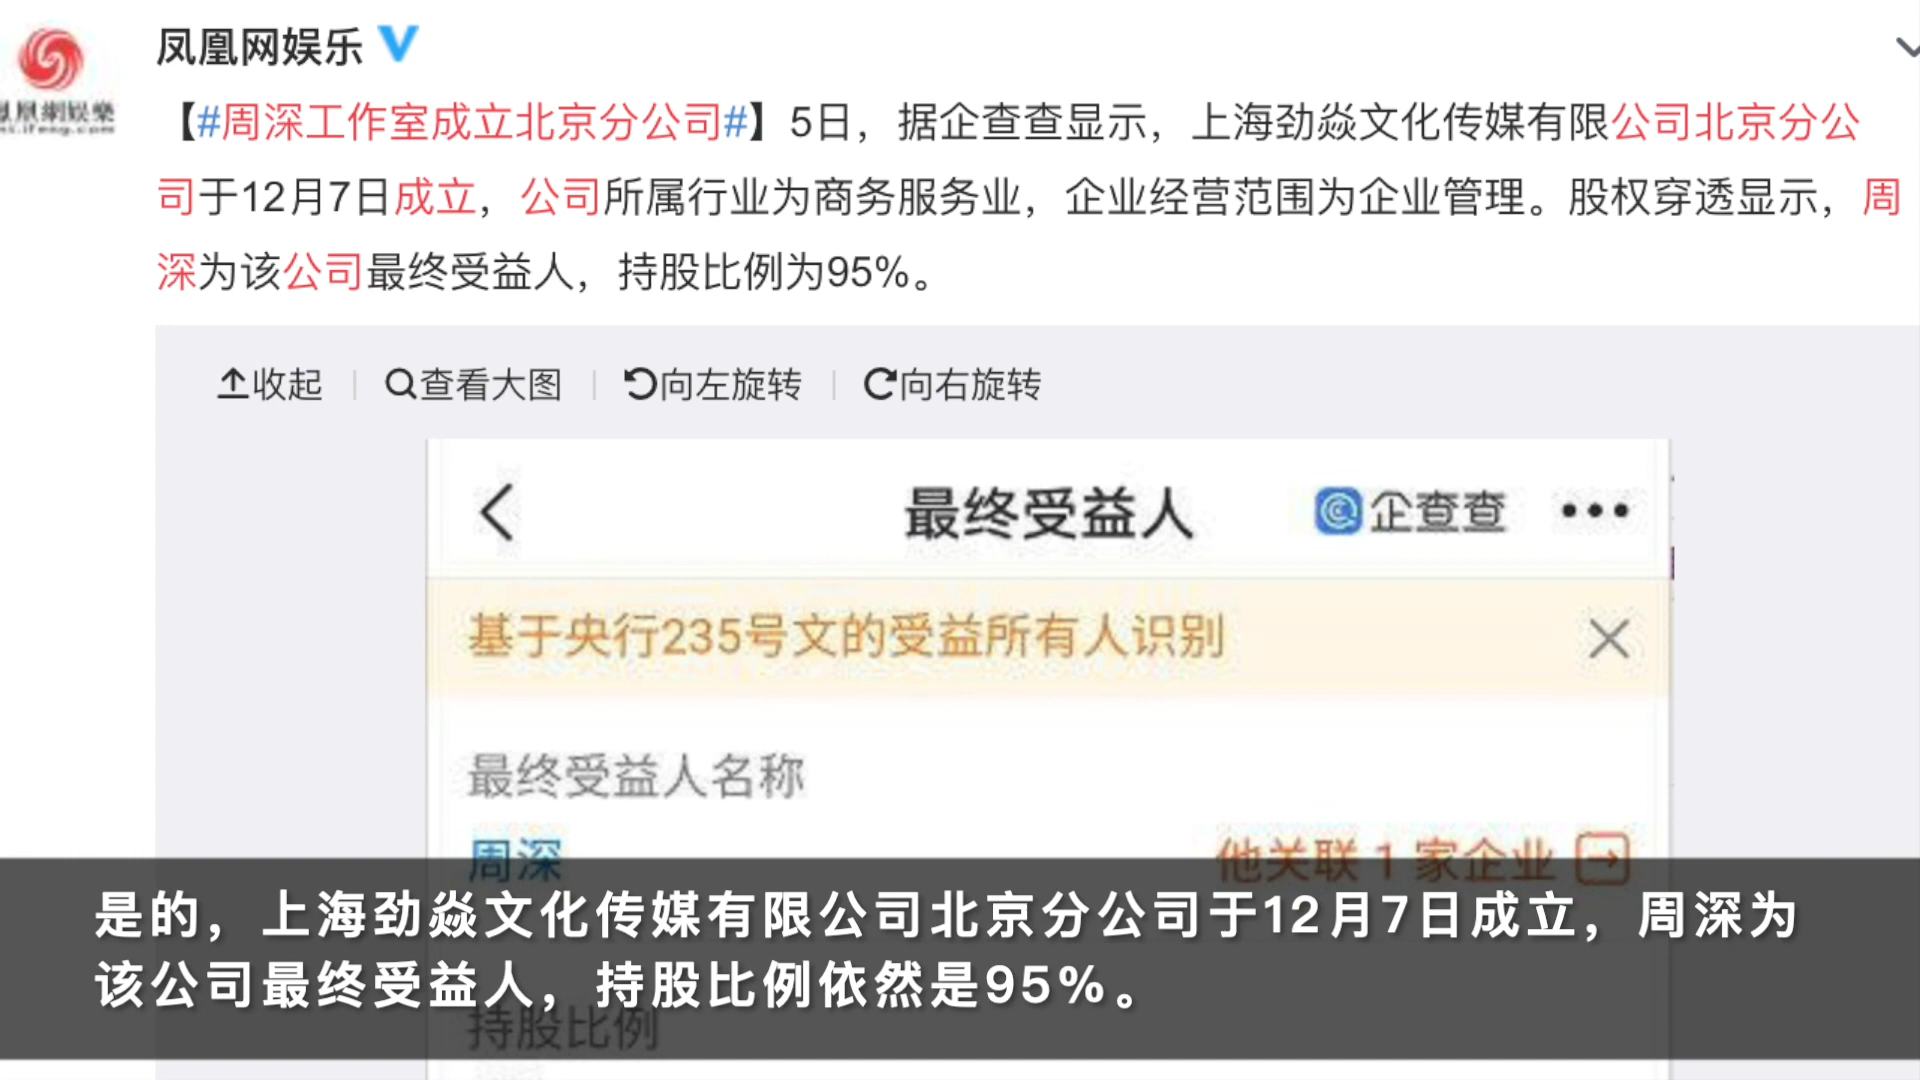 凤凰网娱乐
鳳凰網娛樂
【#周深工作室成立北京分公司#】5日，据企查查显示，上海劲焱文化传媒有限公司北京分公
司于12月7日成立，公司所属行业为商务服务业，企业经营范围为企业管理。股权穿透显示，周
深为该公司最终受益人，持股比例为95%。
收起 查看大图 向左旋转 向右旋转
最终受益人 企查查
基于央行235号文的受益所有人识别
最终受益人名称
周深 他关联 1 家企业
是的，上海劲焱文化传媒有限公司北京分公司于12月7日成立，周深为
该公司最终受益人，持股比例依然是95%。
持股比例